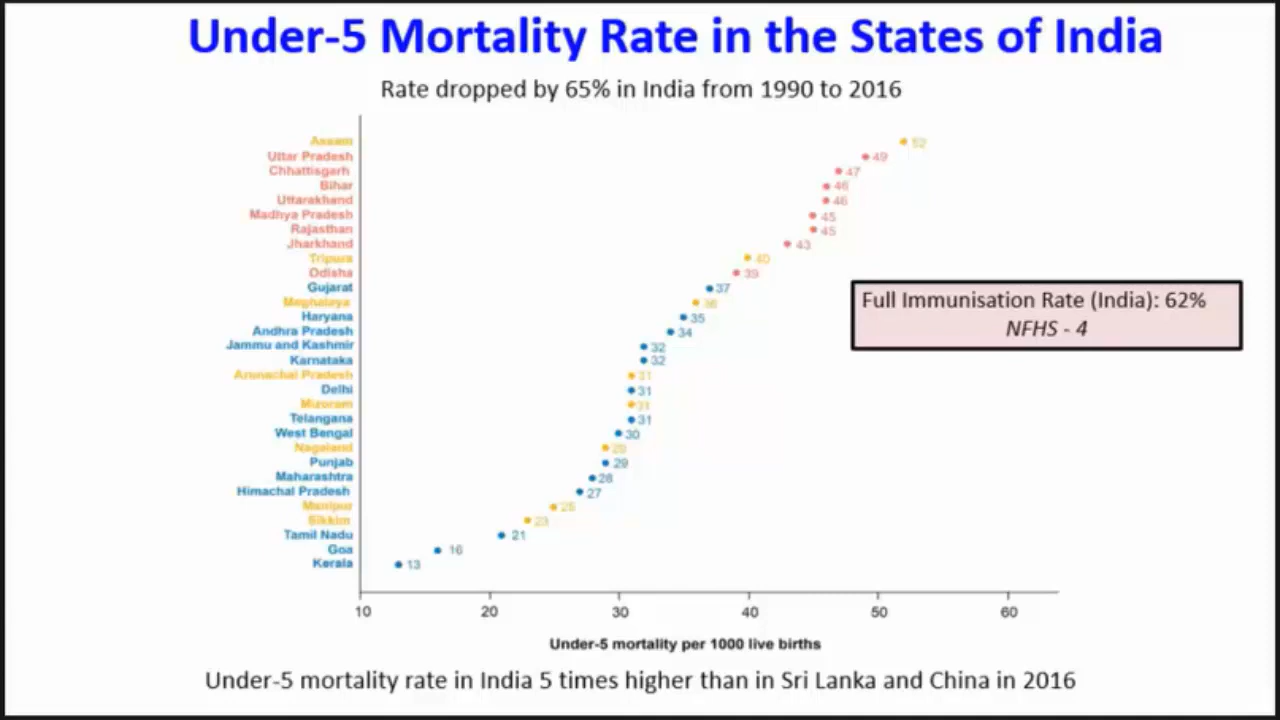 Under-5 Mortality Rate in the States of India
Rate dropped by 65% in India from 1990 to 2016
Assam 52
Uttar Pradesh 49
Chhattisgarh 47
Bihar 46
Uttarakhand 46
Madhya Pradesh 45
Rajasthan 45
Jharkhand 43
Tripura 40
Odisha 39
Gujarat 37
Meghalaya 36
Haryana 35
Andhra Pradesh 34
Jammu and Kashmir 32
Karnataka 32
Arunachal Pradesh 31
Delhi 31
Mizoram 31
Telangana 31
West Bengal 30
Nagaland 29
Punjab 29
Maharashtra 28
Himachal Pradesh 27
Manipur 25
Sikkim 23
Tamil Nadu 21
Goa 16
Kerala 13
Full Immunisation Rate (India): 62%
NFHS - 4
10 20 30 40 50 60
Under-5 mortality per 1000 live births
Under-5 mortality rate in India 5 times higher than in Sri Lanka and China in 2016